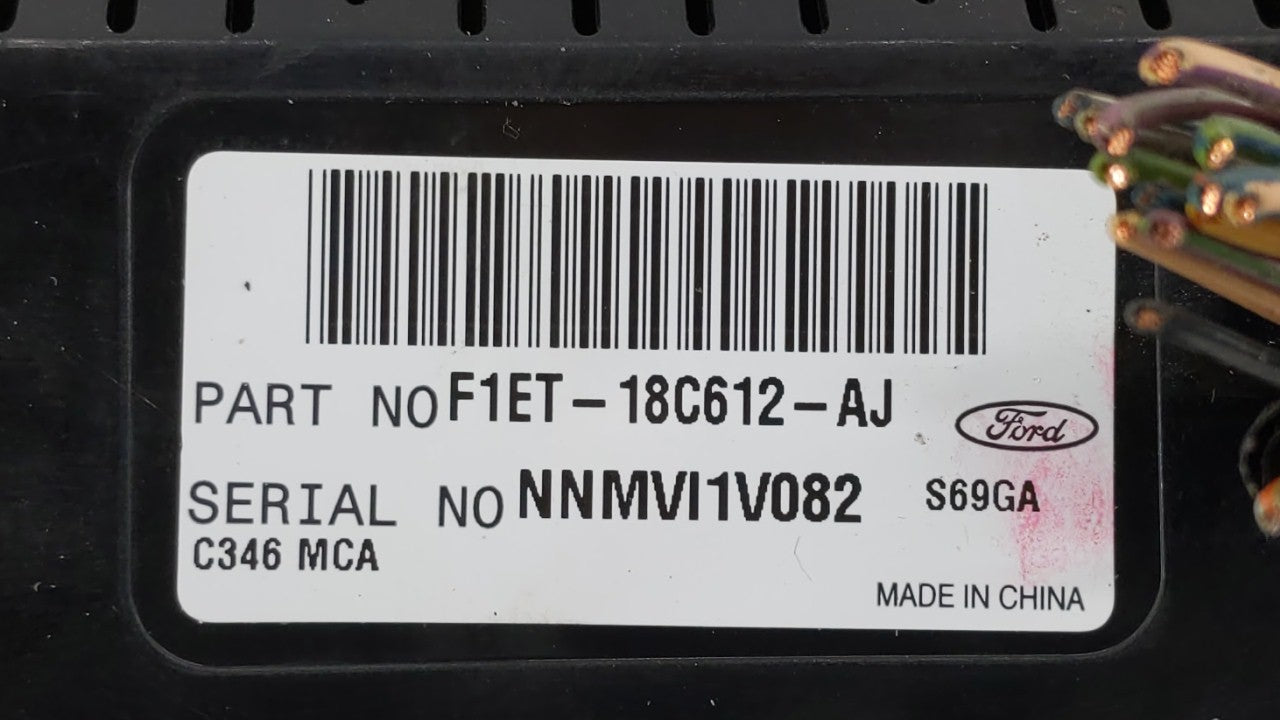 PART NO F1ET-18C612-AJ
Ford
SERIAL NO NNMVI1V082 S69GA
C346 MCA
MADE IN CHINA